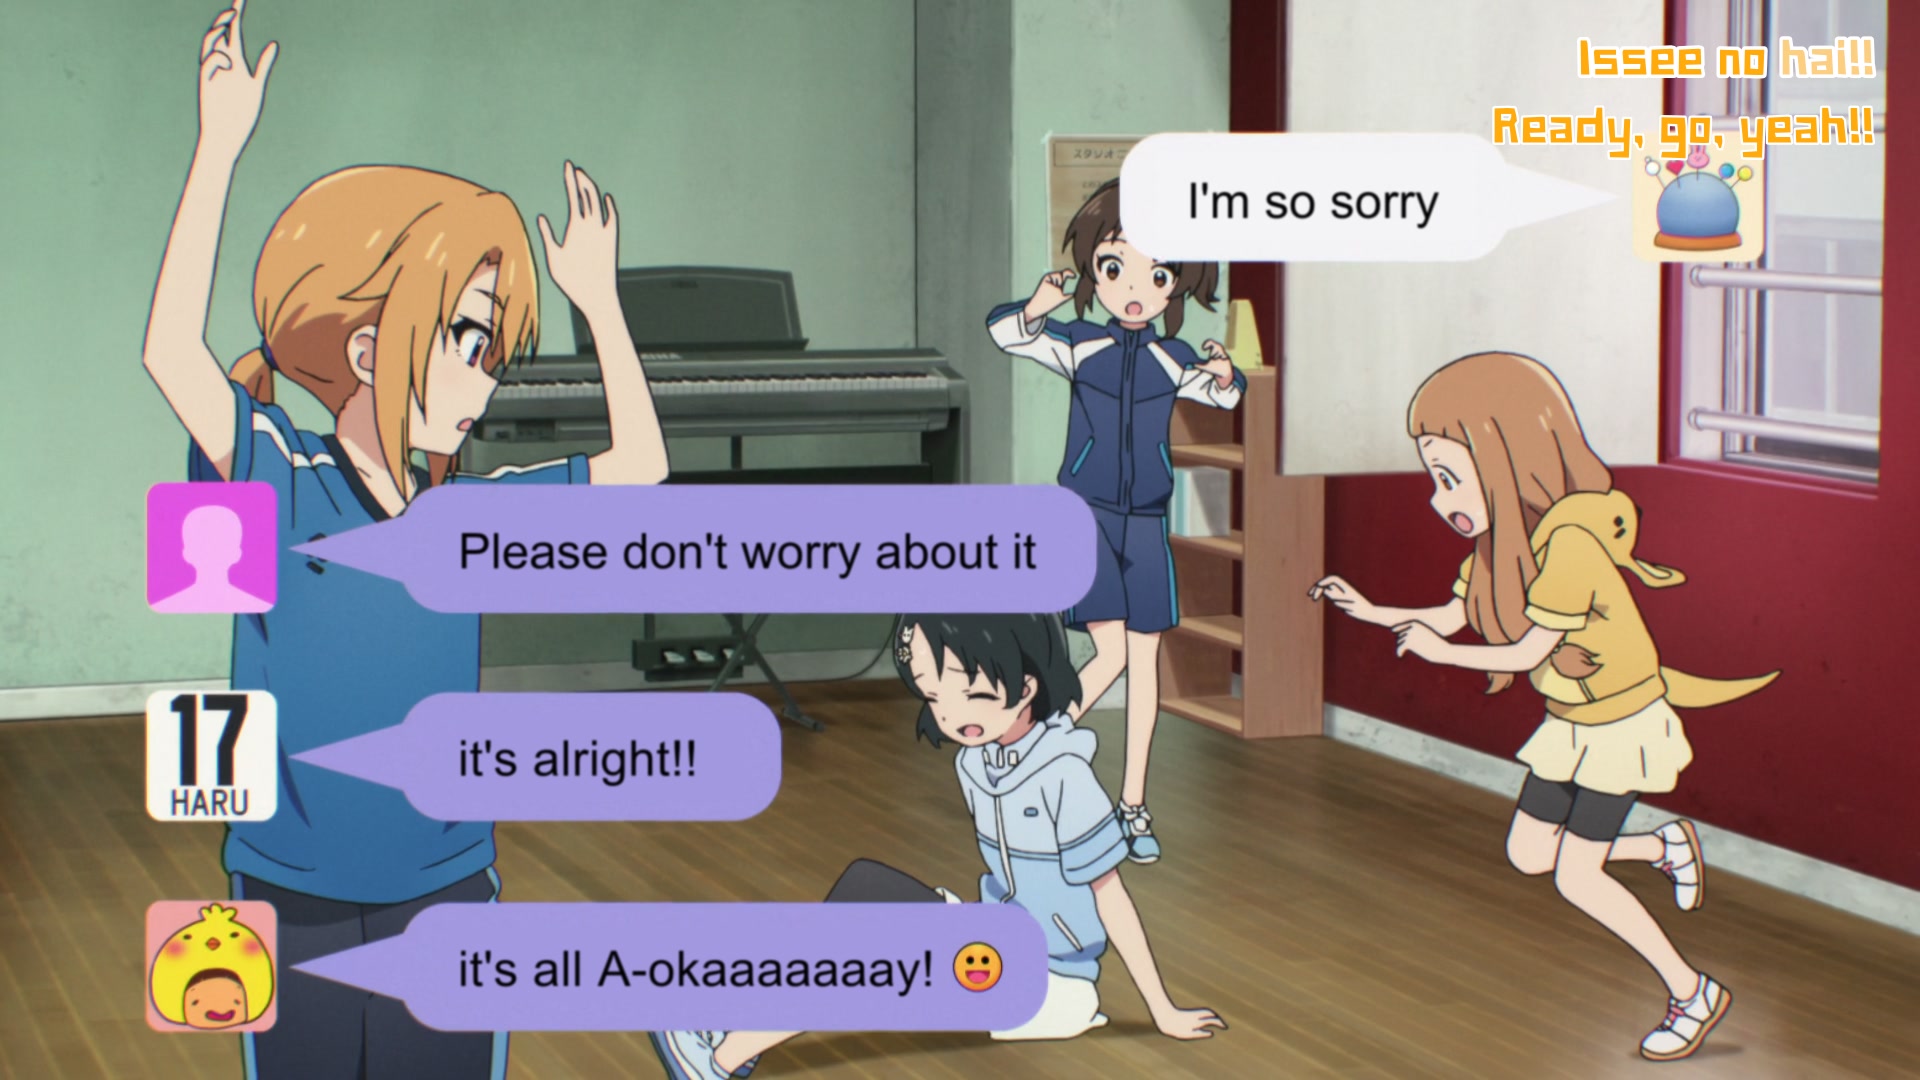 Issee no hai!!
Ready, go, yeah!!
I'm so sorry
Please don't worry about it
17
HARU
it's alright!!
it's all A-okaaaaaaay!